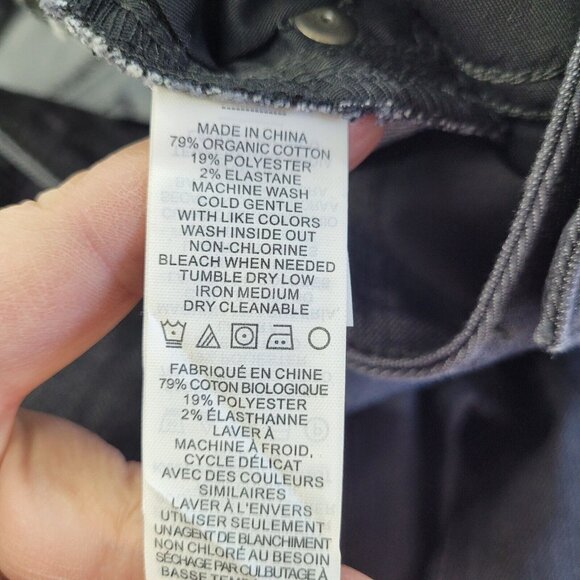 MADE IN CHINA
79% ORGANIC COTTON
19% POLYESTER
2% ELASTANE
MACHINE WASH
COLD GENTLE
WITH LIKE COLORS
WASH INSIDE OUT
NON-CHLORINE
BLEACH WHEN NEEDED
TUMBLE DRY LOW
IRON MEDIUM
DRY CLEANABLE
FABRIQUÉ EN CHINE
79% COTON BIOLOGIQUE
19% POLYESTER
2% ÉLASTHANNE
LAVER À
MACHINE À FROID,
CYCLE DÉLICAT
AVEC DES COULEURS
SIMILAIRES
LAVER À L'ENVERS
UTILISER SEULEMENT
UN AGENT DE BLANCHIMENT
NON CHLORÉ AU BESOIN
SÉCHAGE PAR CULBUTAGE À
BASSE